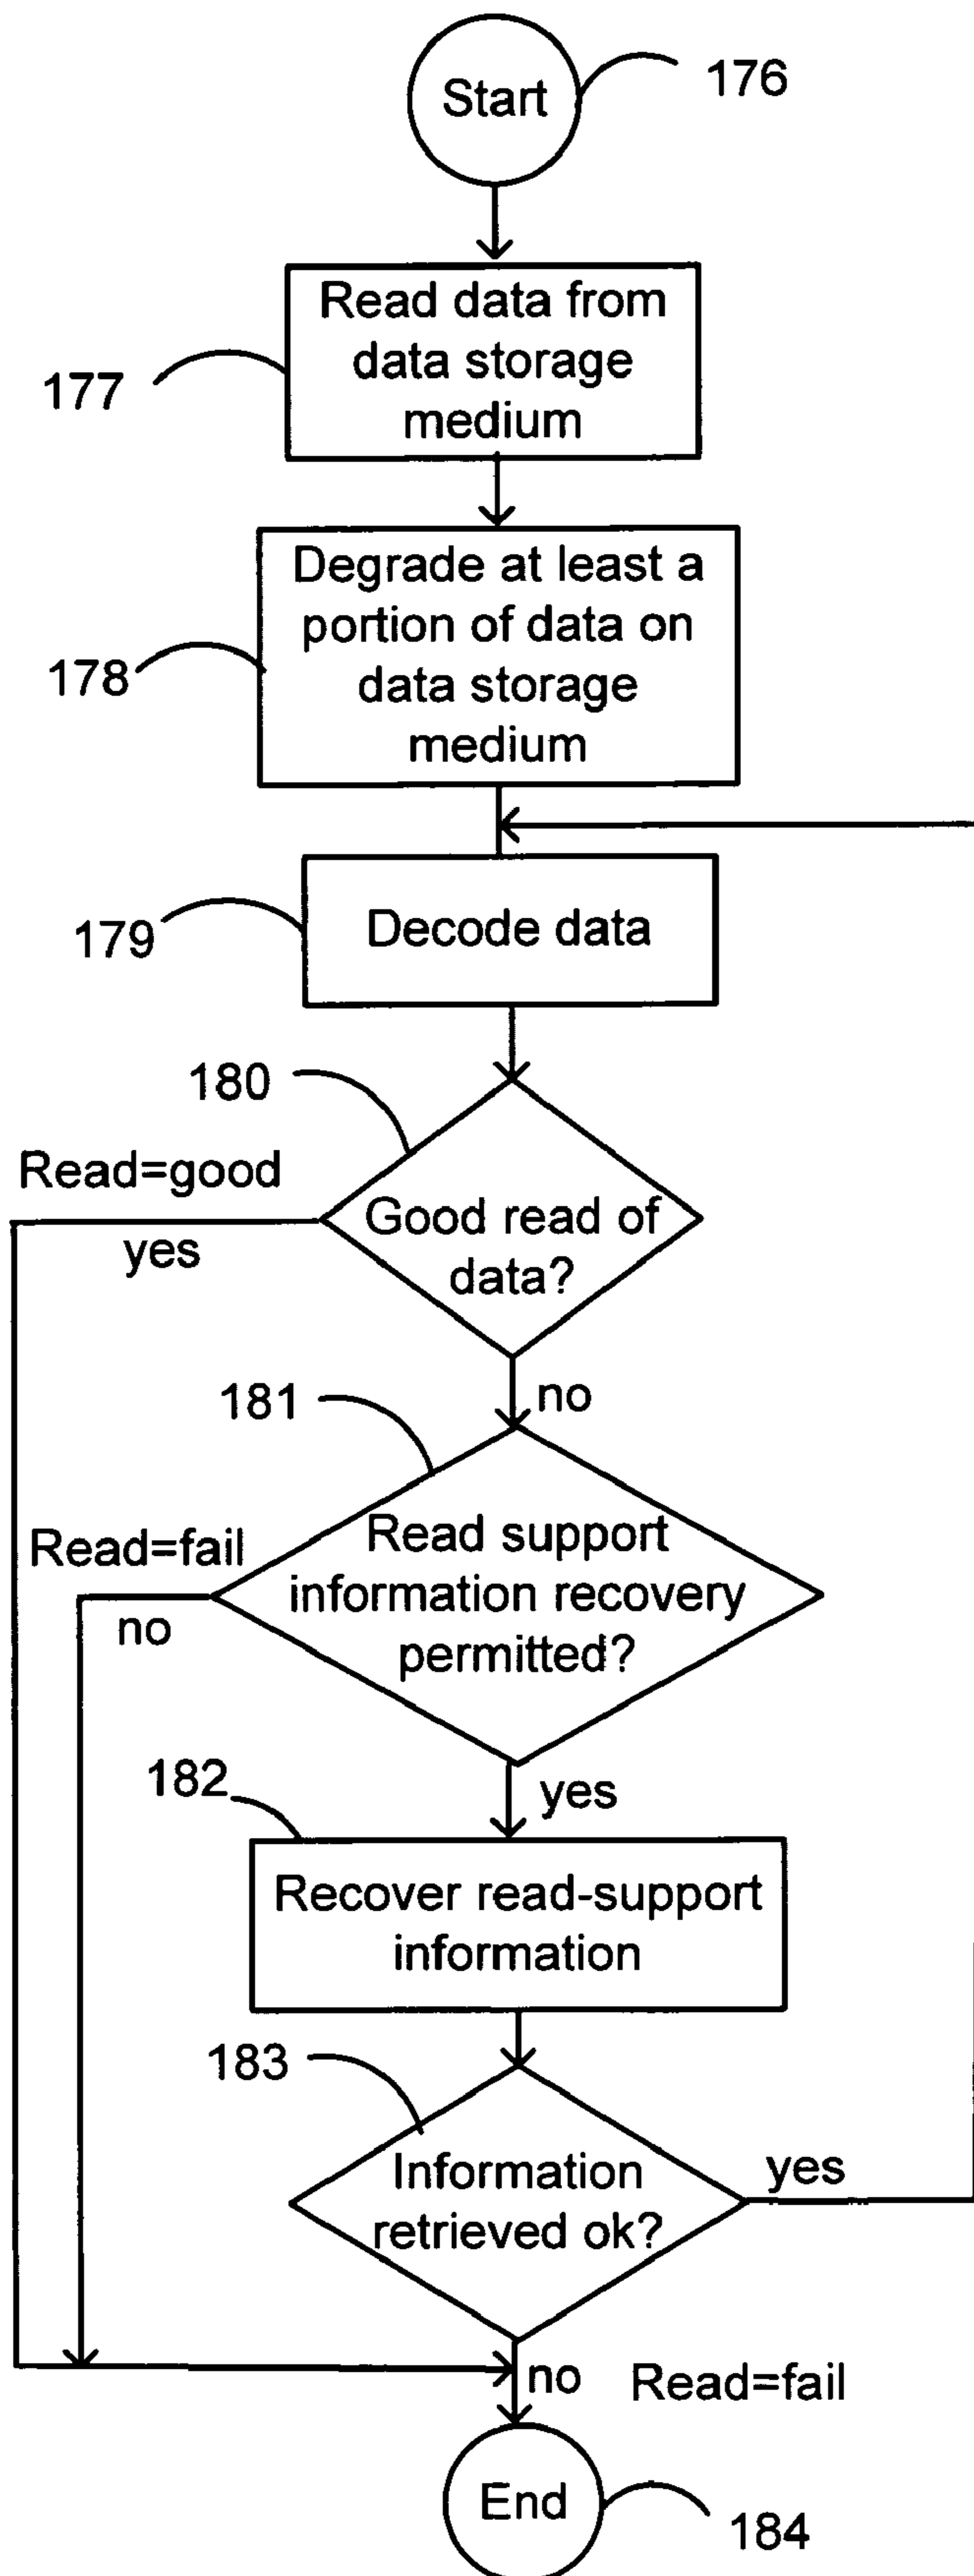 Start
176
Read data from
data storage
medium
177
Degrade at least a
portion of data on
data storage
medium
178
Decode data
179
180
Read=good
yes
Good read of
data?
no
181
Read=fail
no
Read support
information recovery
permitted?
yes
182
Recover read-support
information
183
Information
retrieved ok?
yes
no
Read=fail
End
184